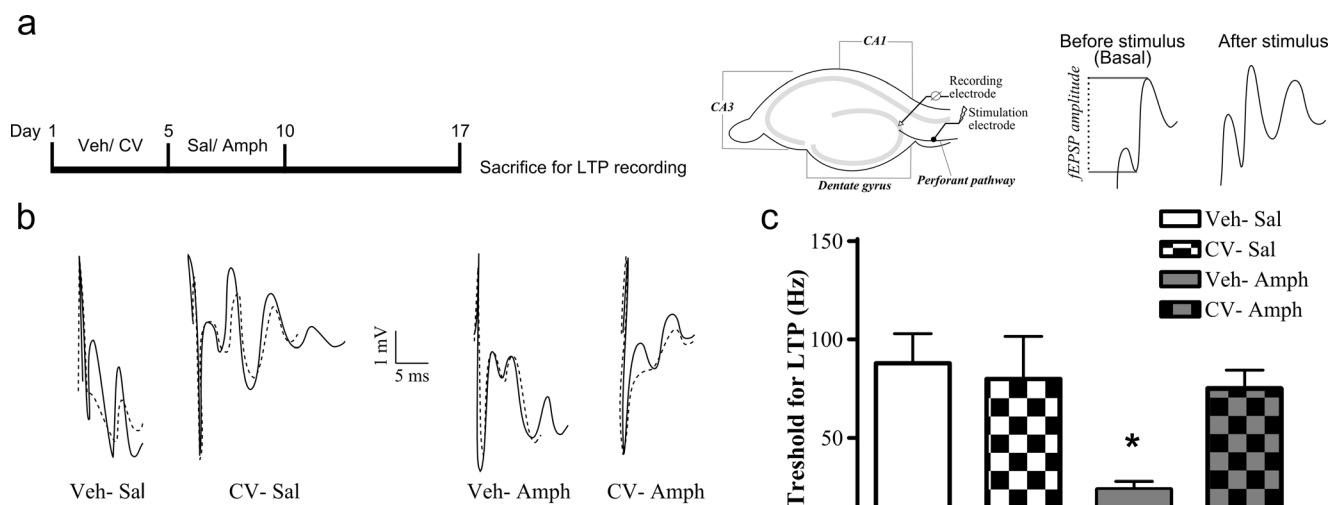 a
Day 1 5 10 17
Veh/ CV Sal/ Amph
Sacrifice for LTP recording
CA1
CA3
Recording
electrode
Stimulation
electrode
Dentate gyrus
Perforant pathway
Before stimulus
(Basal)
After stimulus
fEPSP amplitude
b
1 mV
5 ms
Veh- Sal
CV- Sal
Veh- Amph
CV- Amph
c
Veh- Sal
CV- Sal
Veh- Amph
CV- Amph
Treshold for LTP (Hz)
150
100
50
*